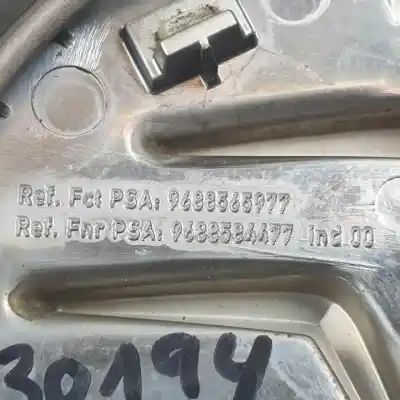 Ref. Fct PSA: 9688565977
Ref. Fnr PSA: 9688584477 ind 00
30194